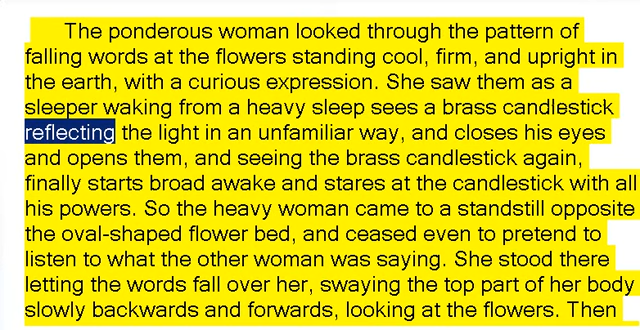 The ponderous woman looked through the pattern of
falling words at the flowers standing cool, firm, and upright in
the earth, with a curious expression. She saw them as a
sleeper waking from a heavy sleep sees a brass candlestick
reflecting the light in an unfamiliar way, and closes his eyes
and opens them, and seeing the brass candlestick again,
finally starts broad awake and stares at the candlestick with all
his powers. So the heavy woman came to a standstill opposite
the oval-shaped flower bed, and ceased even to pretend to
listen to what the other woman was saying. She stood there
letting the words fall over her, swaying the top part of her body
slowly backwards and forwards, looking at the flowers. Then